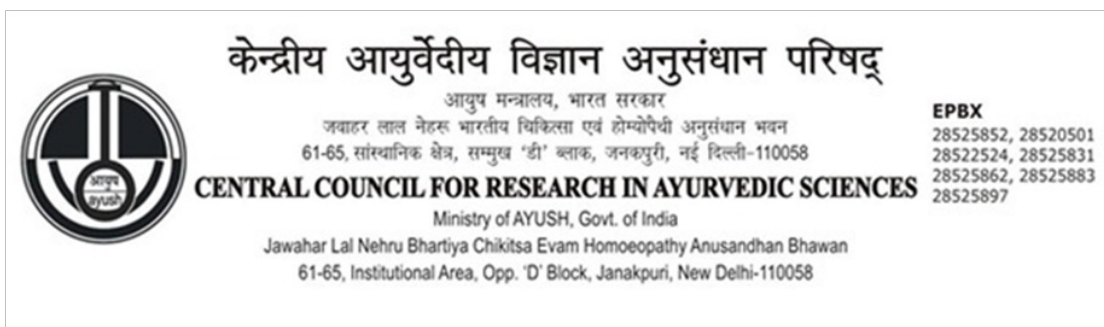 केन्द्रीय आयुर्वेदीय विज्ञान अनुसंधान परिषद्
आयुष मन्त्रालय, भारत सरकार
जवाहर लाल नेहरू भारतीय चिकित्सा एवं होम्योपैथी अनुसंधान भवन
61-65, सांस्थानिक क्षेत्र, सम्मुख 'डी' ब्लाक, जनकपुरी, नई दिल्ली-110058
आयुष
ayush
CENTRAL COUNCIL FOR RESEARCH IN AYURVEDIC SCIENCES
Ministry of AYUSH, Govt. of India
Jawahar Lal Nehru Bhartiya Chikitsa Evam Homoeopathy Anusandhan Bhawan
61-65, Institutional Area, Opp. 'D' Block, Janakpuri, New Delhi-110058
EPBX
28525852, 28520501
28522524, 28525831
28525862, 28525883
28525897